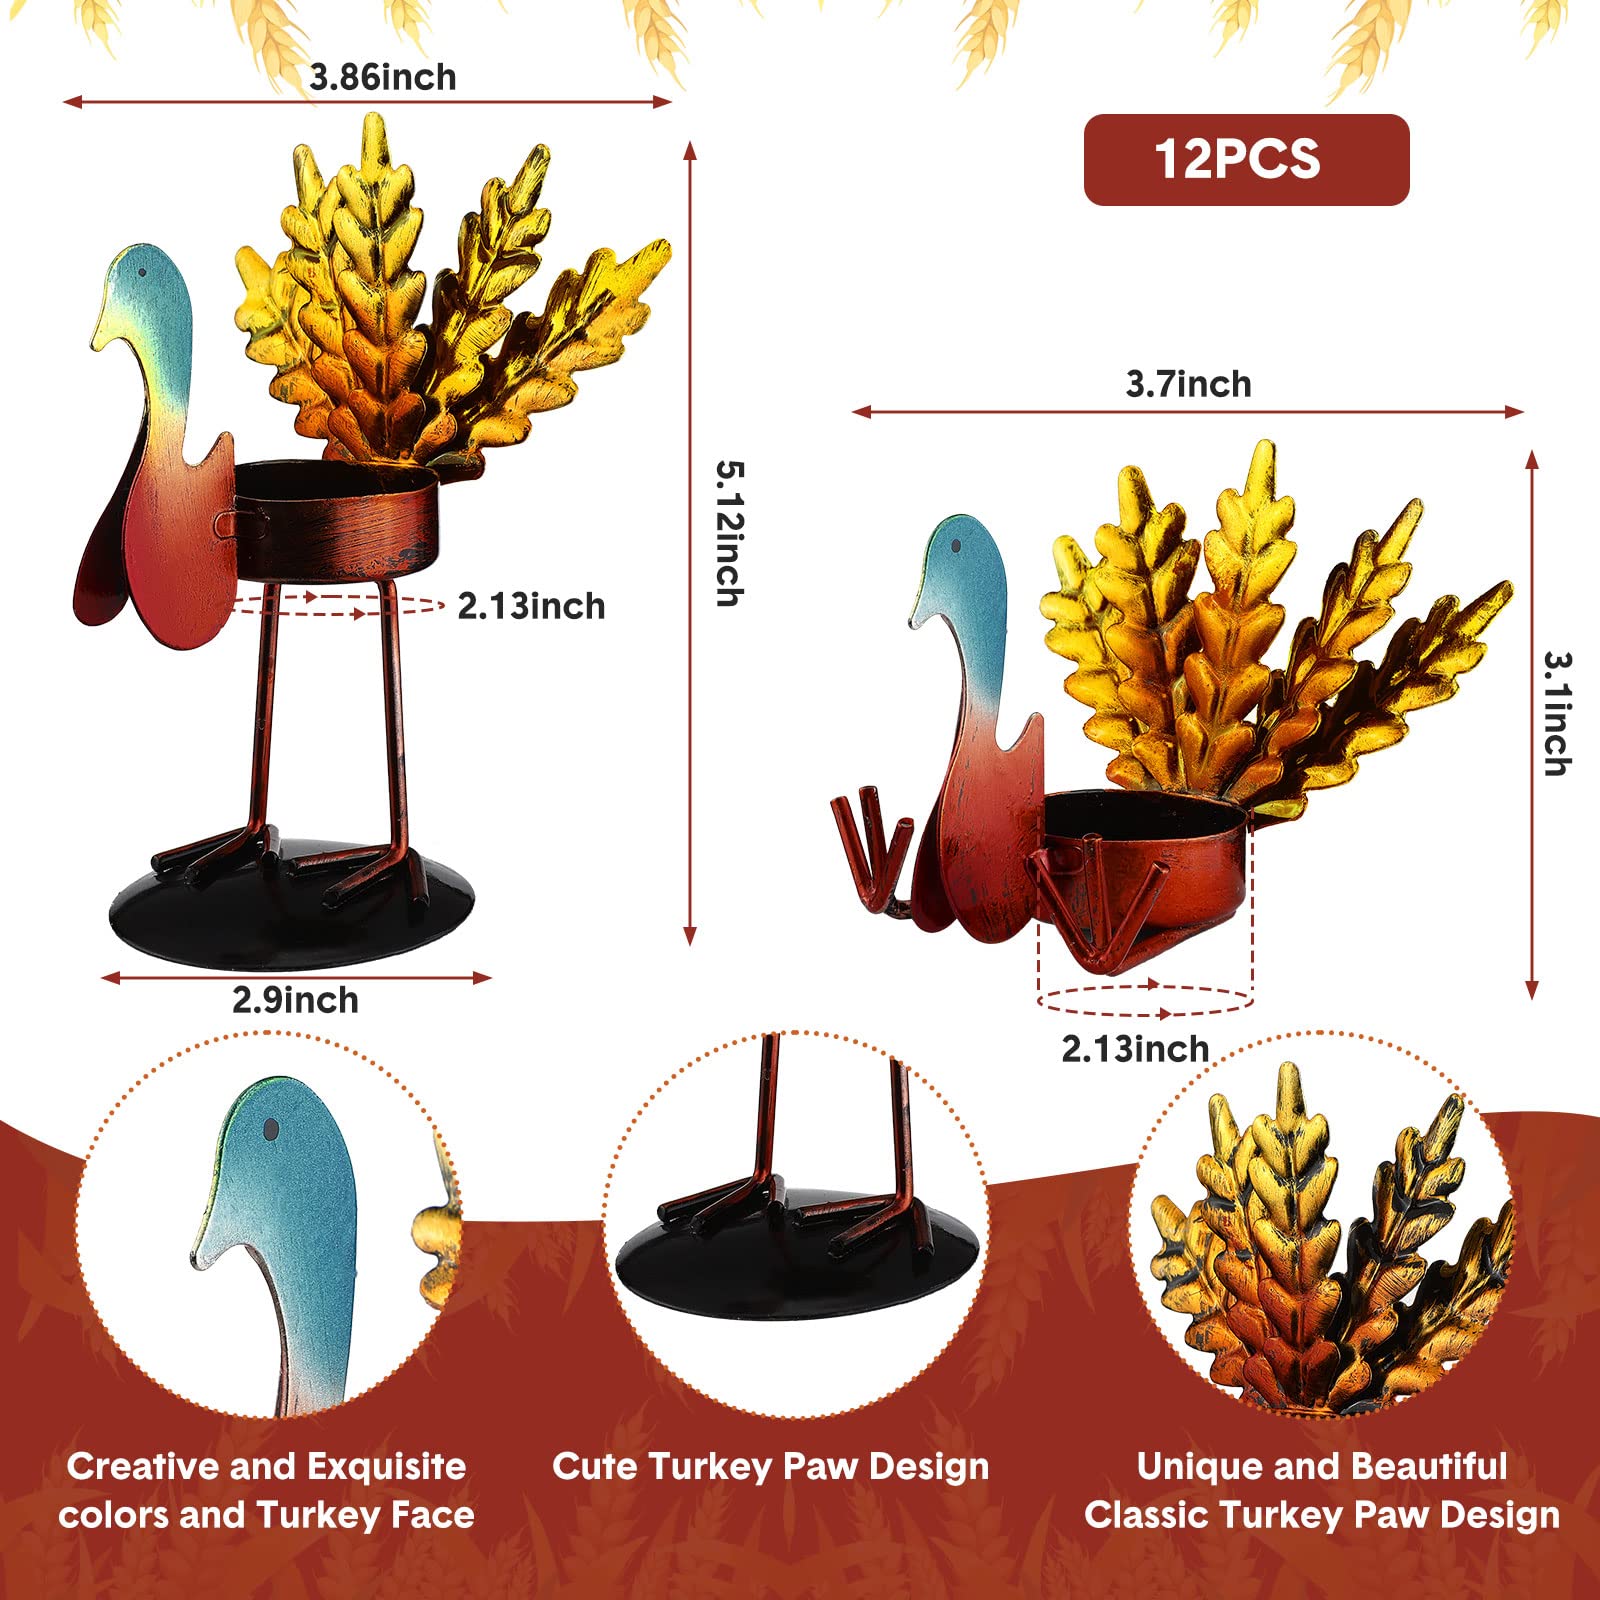 3.86inch
12PCS
5.12inch
2.13inch
2.9inch
3.7inch
3.1inch
2.13inch
Creative and Exquisite
colors and Turkey Face
Cute Turkey Paw Design
Unique and Beautiful
Classic Turkey Paw Design